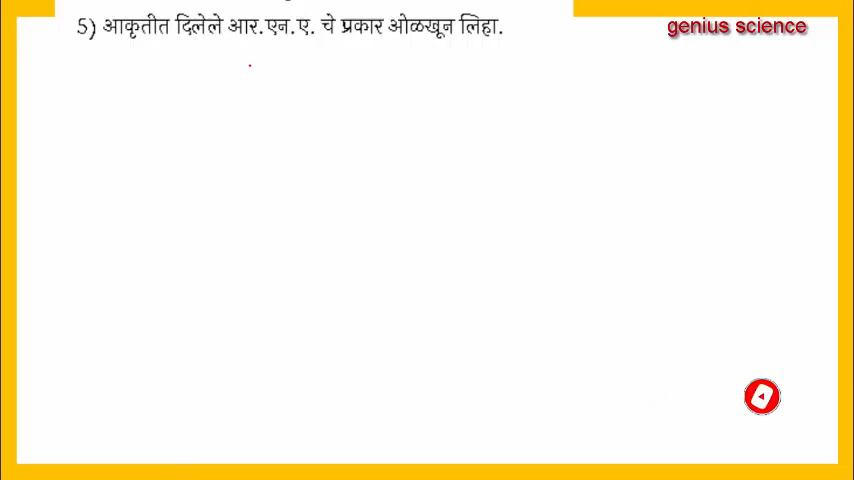 5) आकृतीत दिलेले आर.एन.ए. चे प्रकार ओळखून लिहा.
genius science